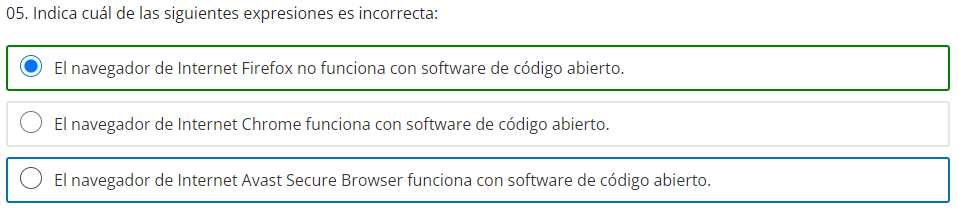 05. Indica cuál de las siguientes expresiones es incorrecta:
El navegador de Internet Firefox no funciona con software de código abierto.
El navegador de Internet Chrome funciona con software de código abierto.
El navegador de Internet Avast Secure Browser funciona con software de código abierto.